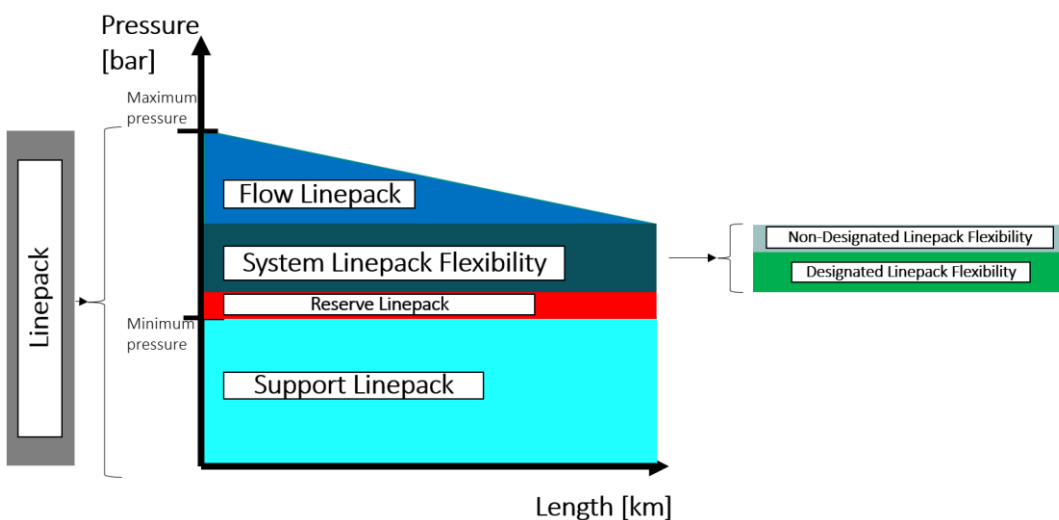 Pressure
[bar]
Maximum
pressure
Linepack
Flow Linepack
System Linepack Flexibility
Reserve Linepack
Minimum
pressure
Support Linepack
Non-Designated Linepack Flexibility
Designated Linepack Flexibility
Length [km]